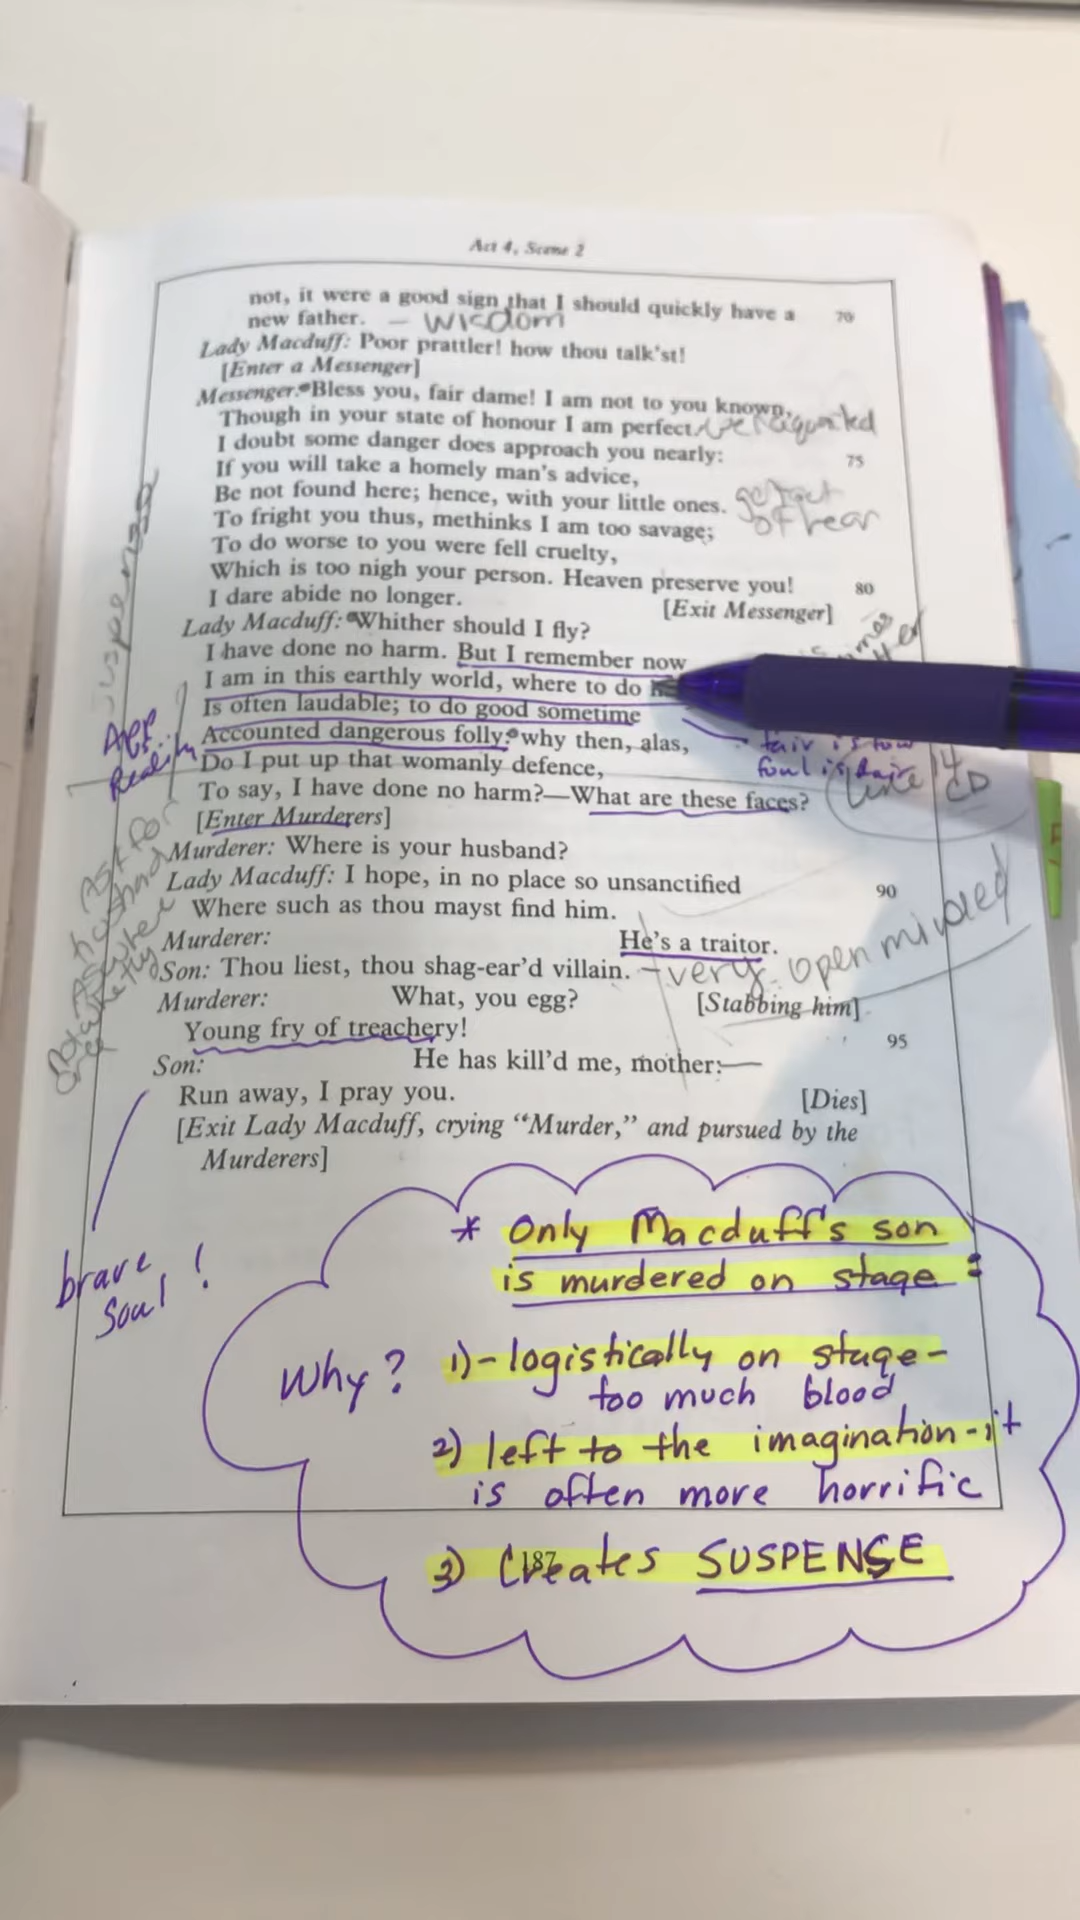 Act 4, Scene 2
not, it were a good sign that I should quickly have a 70
new father. – wisdom
Lady Macduff: Poor prattler! how thou talk'st!
[Enter a Messenger]
Messenger: Bless you, fair dame! I am not to you known,
Though in your state of honour I am perfect.
I doubt some danger does approach you nearly: 75
If you will take a homely man's advice,
Be not found here; hence, with your little ones.
To fright you thus, methinks I am too savage; of fear
To do worse to you were fell cruelty,
Which is too nigh your person. Heaven preserve you! 80
I dare abide no longer. [Exit Messenger]
Lady Macduff: Whither should I fly?
I have done no harm. But I remember now
I am in this earthly world, where to do
Is often laudable; to do good sometime
Accounted dangerous folly; why then, alas,
Do I put up that womanly defence,
To say, I have done no harm?—What are these faces?
[Enter Murderers]
Murderer: Where is your husband?
Lady Macduff: I hope, in no place so unsanctified 90
Where such as thou mayst find him.
Murderer: He's a traitor.
Son: Thou liest, thou shag-ear'd villain. – very open minded
Murderer: What, you egg? [Stabbing him]
Young fry of treachery! 95
Son: He has kill'd me, mother:—
Run away, I pray you. [Dies]
[Exit Lady Macduff, crying “Murder,” and pursued by the
Murderers]
suspense
App.
Reality
fair is foul
foul is fair
Line 14
brave
soul!
* Only Macduff's son
is murdered on stage:
Why? 1) - logistically on stage -
too much blood
2) left to the imagination - it
is often more horrific
3) Creates SUSPENSE
187